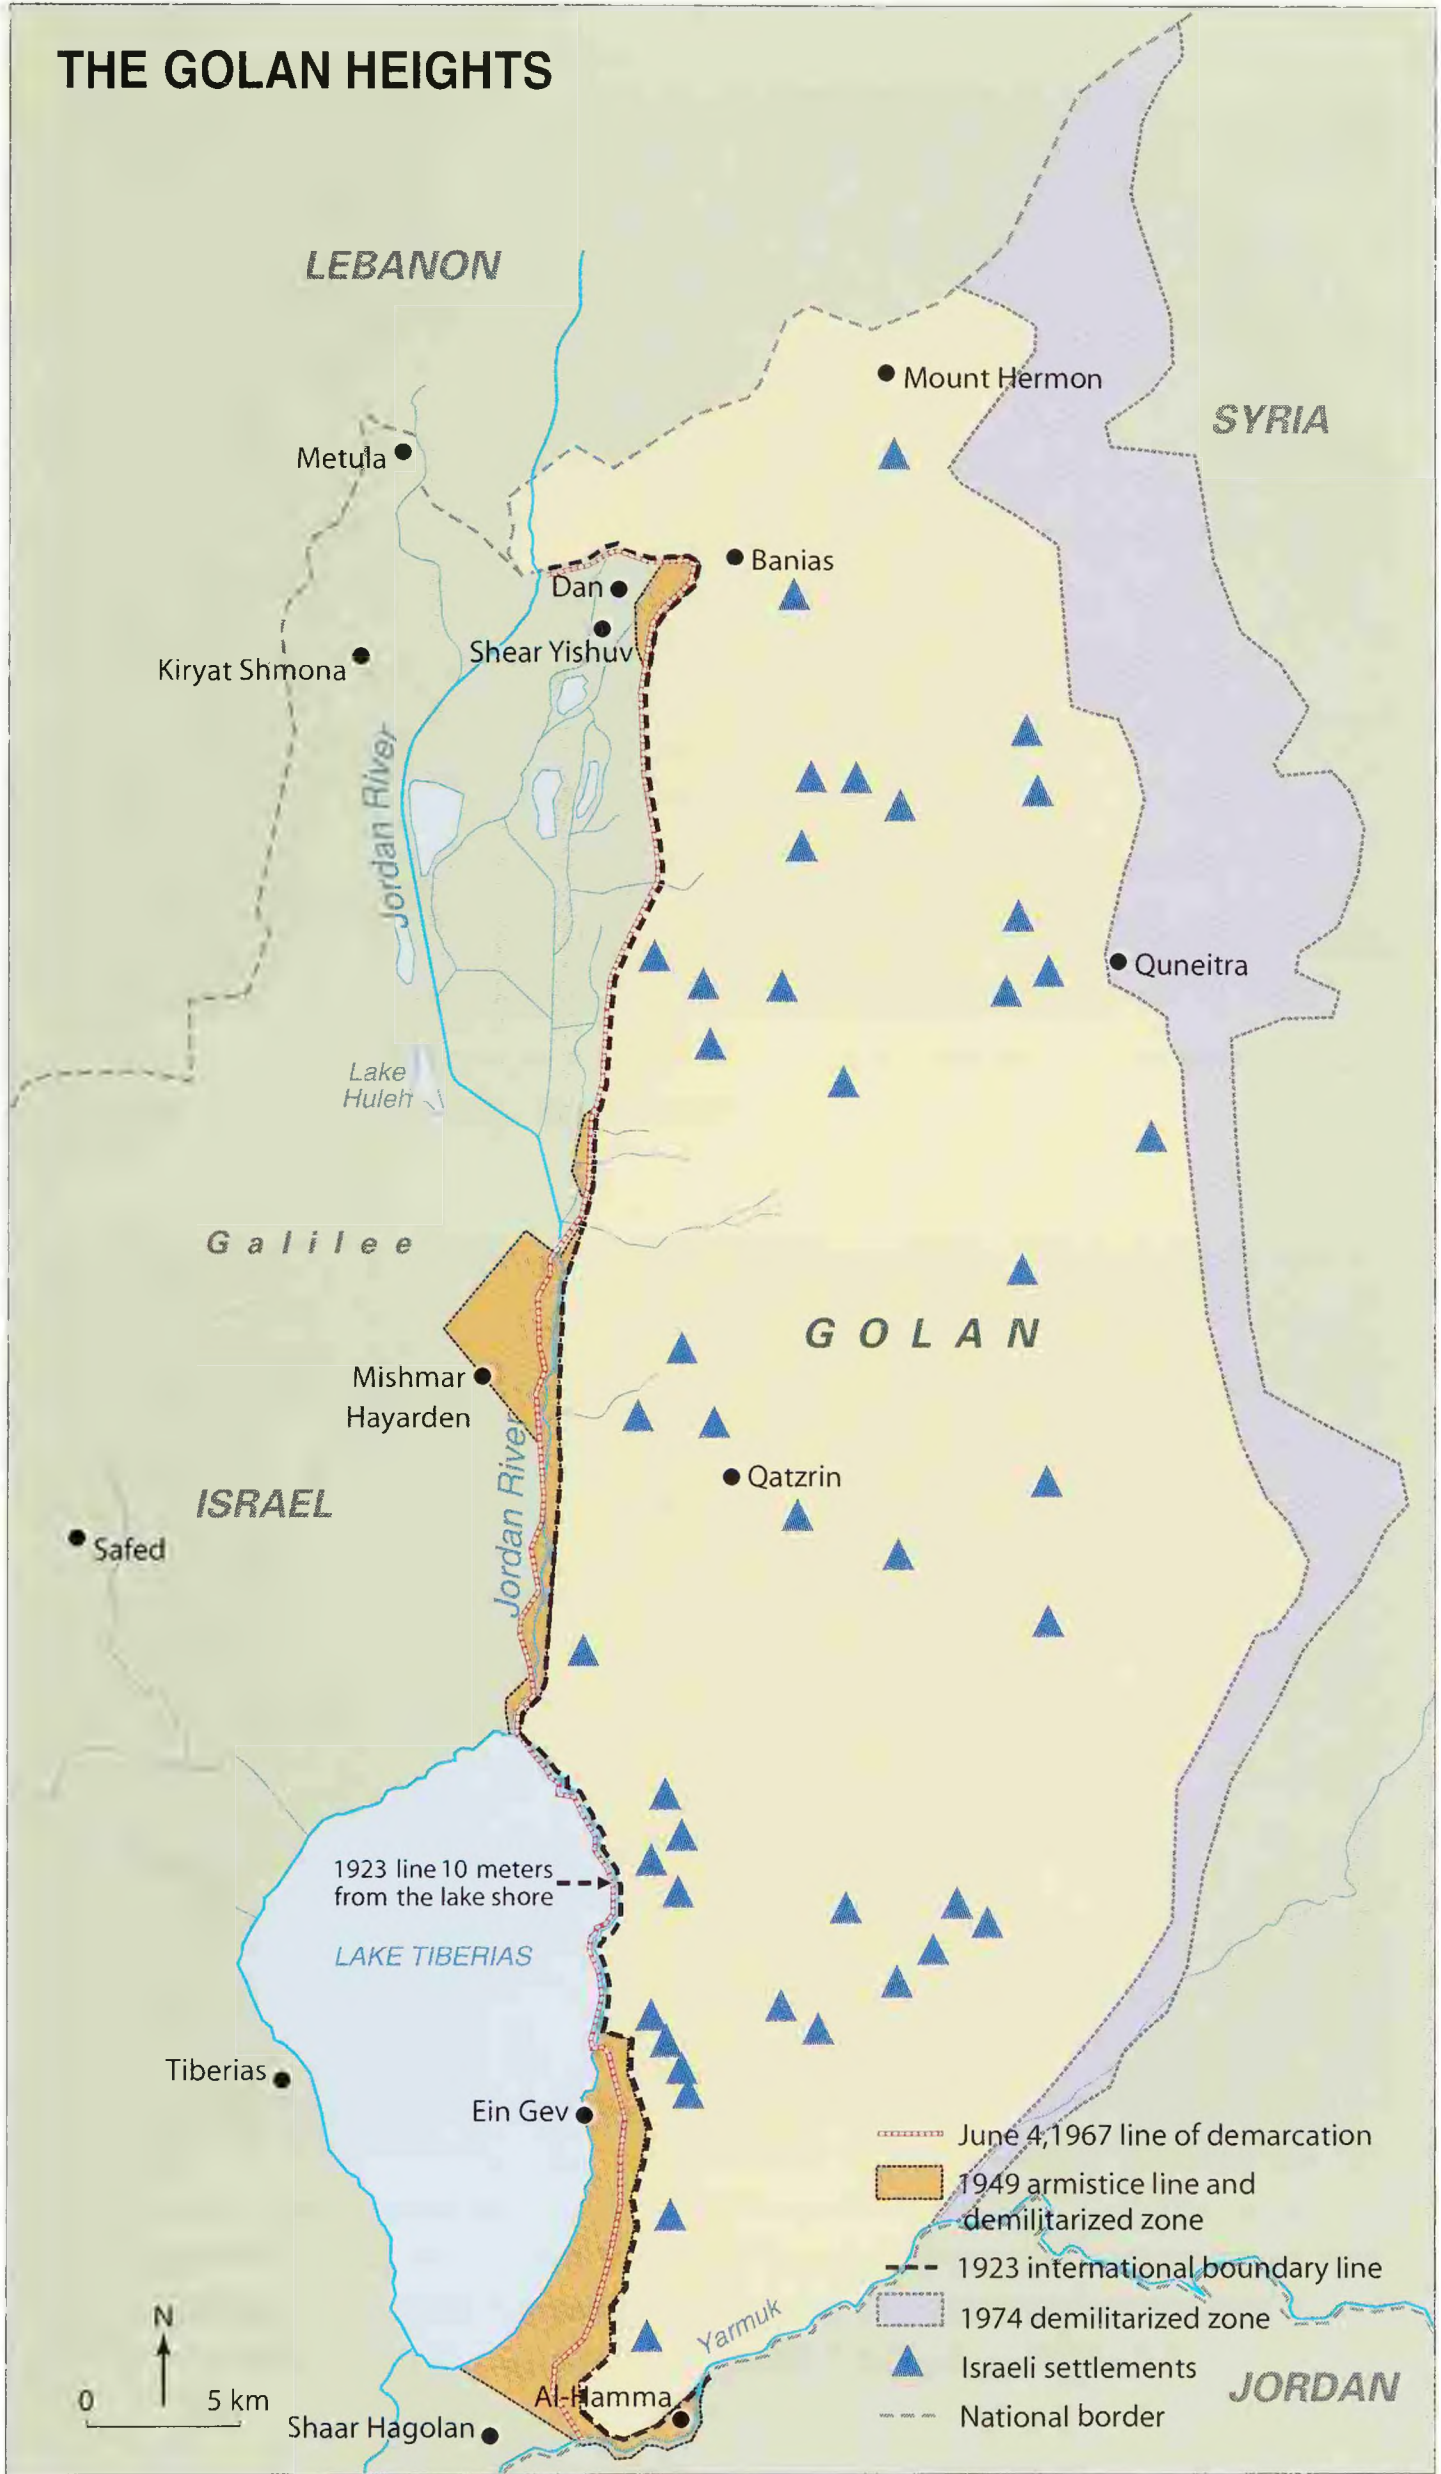 THE GOLAN HEIGHTS
LEBANON
Mount Hermon
SYRIA
Metula
Banias
Dan
Shear Yishuv
Kiryat Shmona
Jordan River
Quneitra
Lake
Huleh
Galilee
GOLAN
Mishmar
Hayarden
Jordan River
Qatzrin
ISRAEL
Safed
1923 line 10 meters
from the lake shore
LAKE TIBERIAS
Tiberias
Ein Gev
June 4,1967 line of demarcation
1949 armistice line and
demilitarized zone
1923 international boundary line
1974 demilitarized zone
Israeli settlements
National border
Yarmuk
JORDAN
N
0 5 km
Al-Hamma
Shaar Hagolan